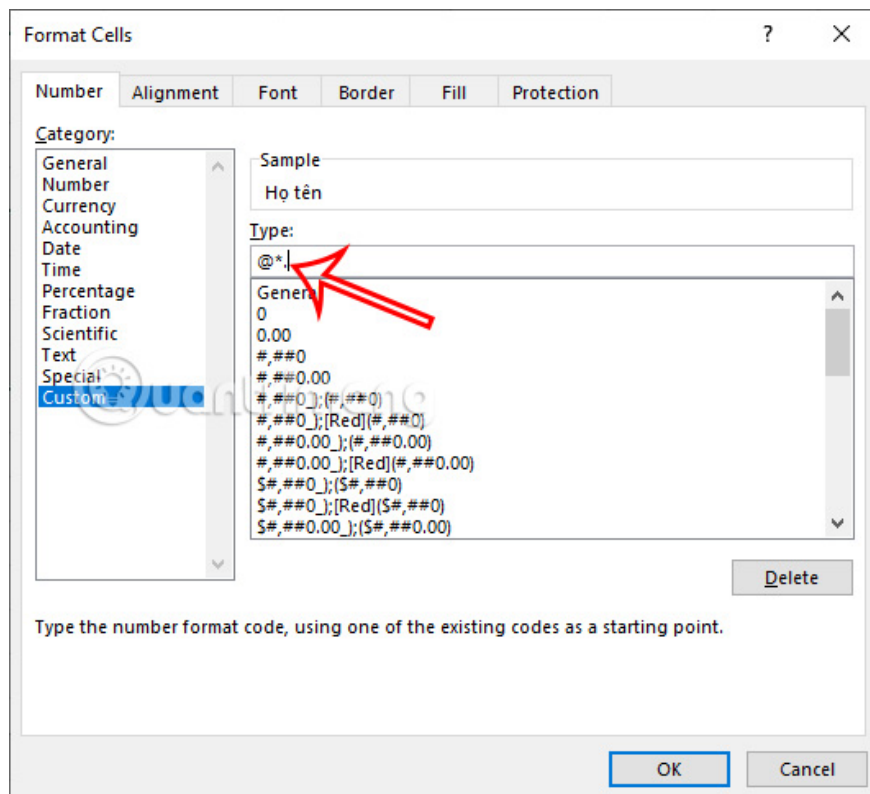 Format Cells ? ×
Number Alignment Font Border Fill Protection
Category:
General
Number
Currency
Accounting
Date
Time
Percentage
Fraction
Scientific
Text
Special
Custom
Sample
Họ tên
Type:
@*.
General
0
0.00
#,##0
#,##0.00
#,##0_);(#,##0)
#,##0_);[Red](#,##0)
#,##0.00_);(#,##0.00)
#,##0.00_);[Red](#,##0.00)
$#,##0_);($#,##0)
$#,##0_);[Red]($#,##0)
$#,##0.00_);($#,##0.00)
Quantrimang
Delete
Type the number format code, using one of the existing codes as a starting point.
OK Cancel